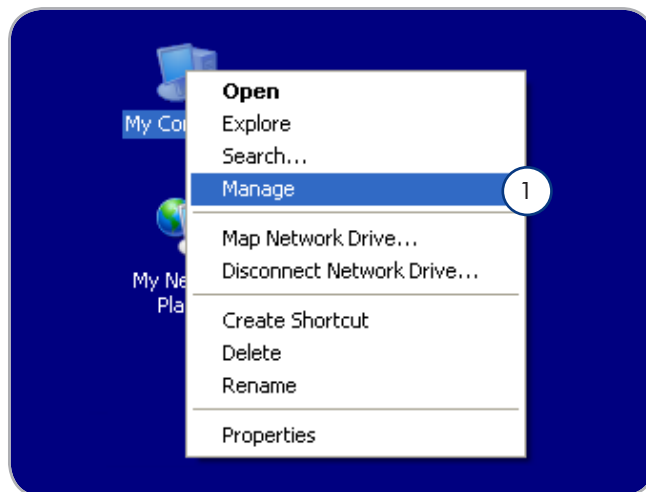 Open
My Co
Explore
Search...
Manage
1
Map Network Drive...
Disconnect Network Drive...
My Ne
Pla
Create Shortcut
Delete
Rename
Properties